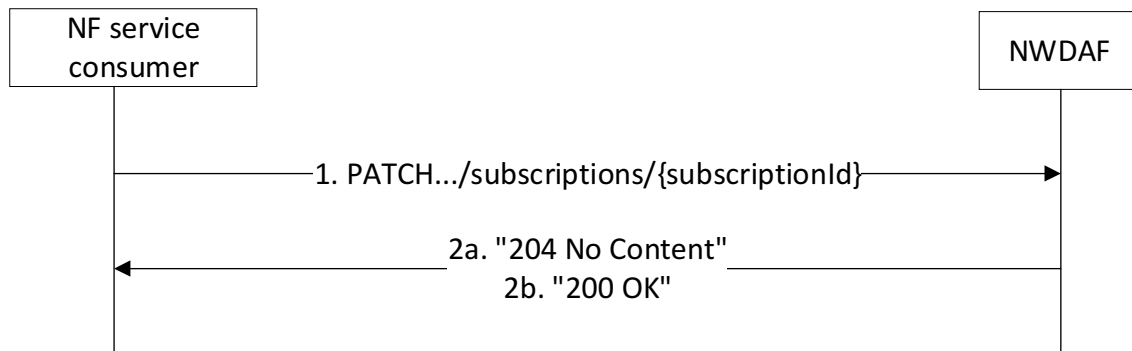 NF service
consumer
NWDAF
1. PATCH.../subscriptions/{subscriptionId}
2a. "204 No Content"
2b. "200 OK"